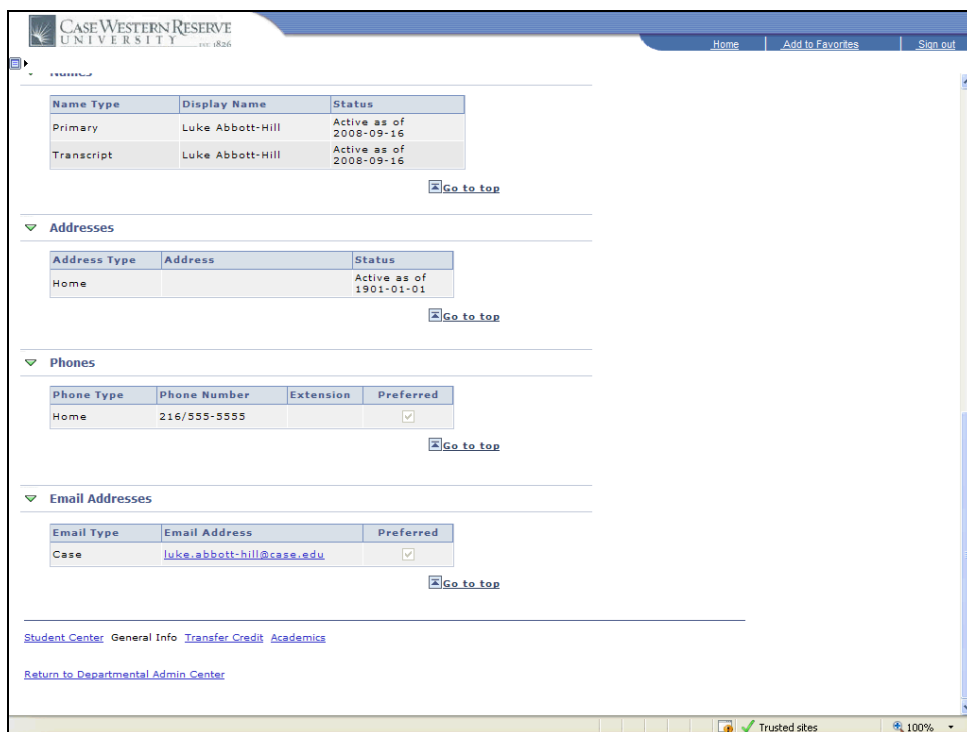 CASE WESTERN RESERVE
UNIVERSITY EST. 1826
Home Add to Favorites Sign out
Names
Name Type Display Name Status
Primary Luke Abbott-Hill Active as of
2008-09-16
Transcript Luke Abbott-Hill Active as of
2008-09-16
Go to top
Addresses
Address Type Address Status
Home Active as of
1901-01-01
Go to top
Phones
Phone Type Phone Number Extension Preferred
Home 216/555-5555
Go to top
Email Addresses
Email Type Email Address Preferred
Case luke.abbott-hill@case.edu
Go to top
Student Center General Info Transfer Credit Academics
Return to Departmental Admin Center
Trusted sites 100%